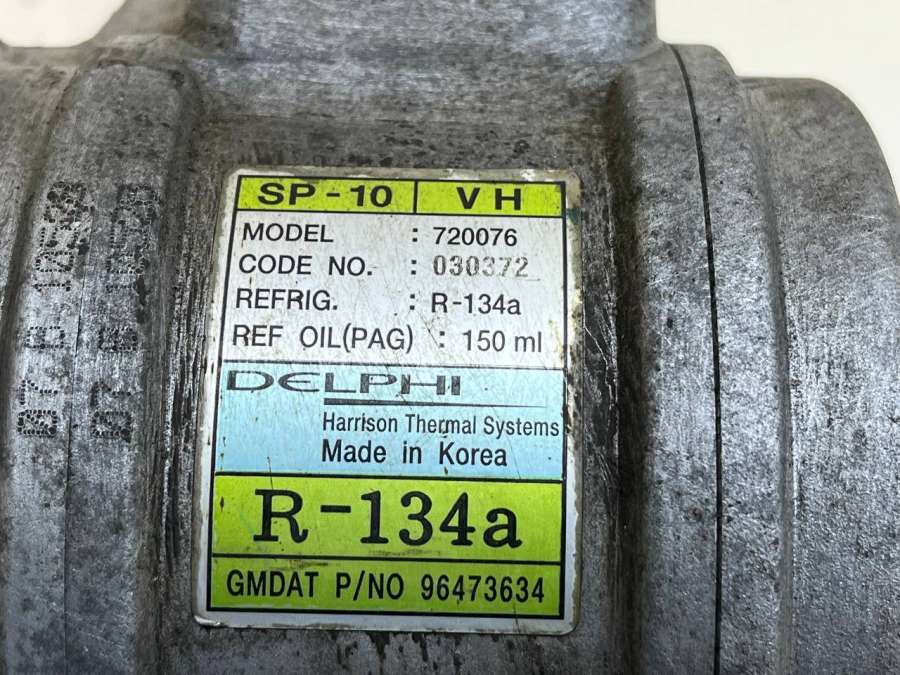 SP-10 VH
MODEL : 720076
CODE NO. : 030372
REFRIG. : R-134a
REF OIL(PAG) : 150 ml
DELPHI
Harrison Thermal Systems
Made in Korea
R-134a
GMDAT P/NO 96473634